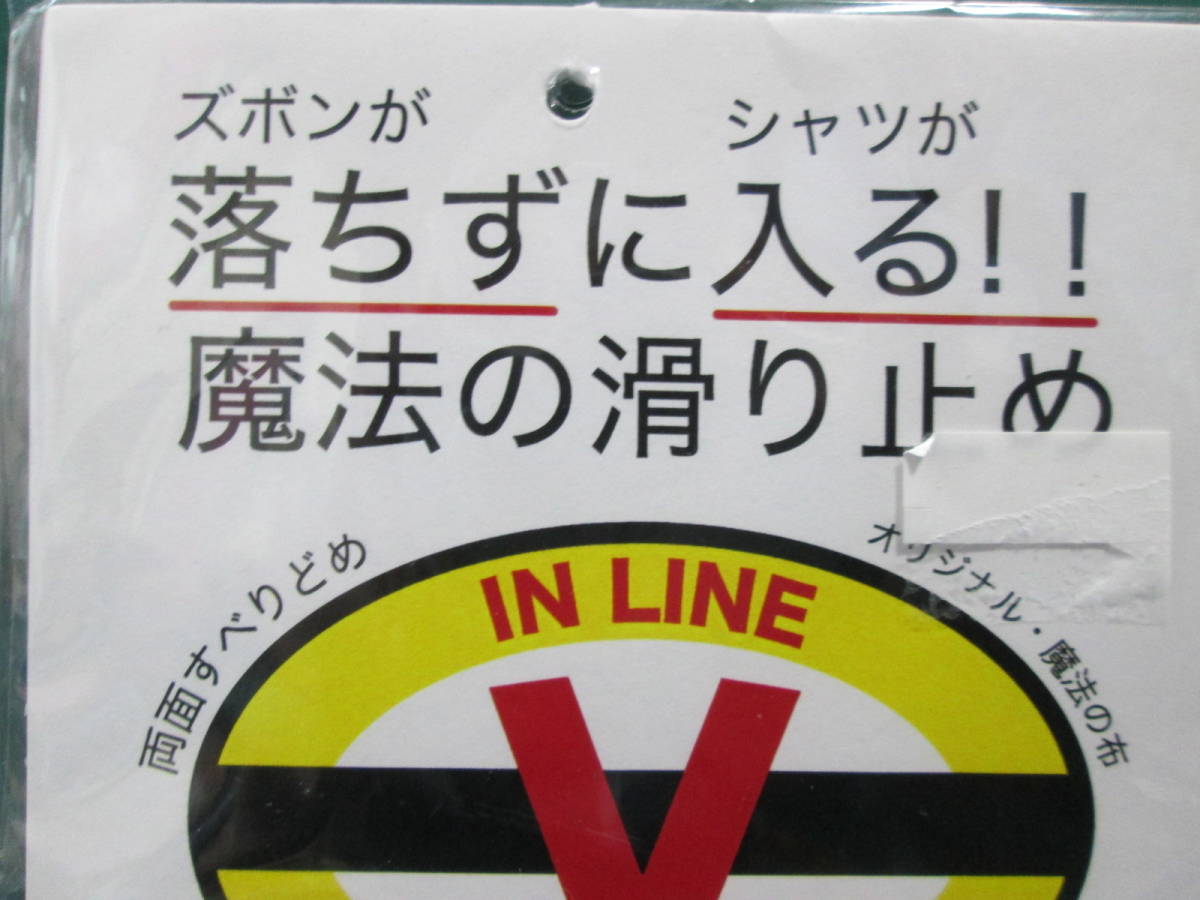 ズボンが シャツが
落ちずに入る!!
魔法の滑り止め
両面すべりどめ
オリジナル・魔法の布
IN LINE
V